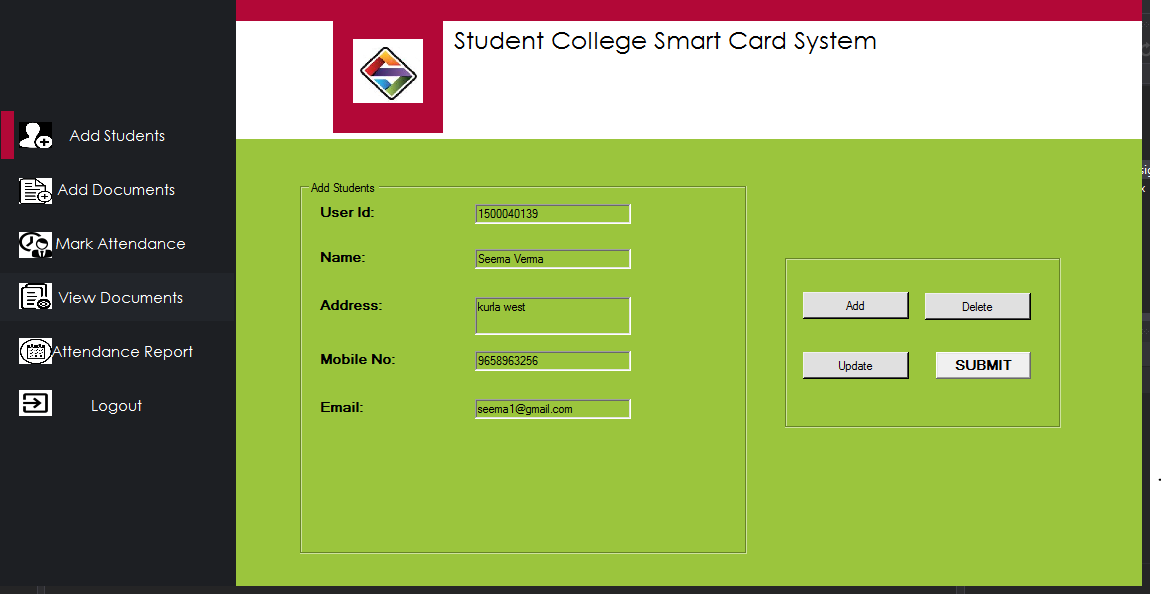 Student College Smart Card System
Add Students
Add Documents
Mark Attendance
View Documents
Attendance Report
Logout
Add Students
User Id: 1500040139
Name: Seema Verma
Address: kurla west
Mobile No: 9658963256
Email: seema1@gmail.com
Add Delete
Update SUBMIT